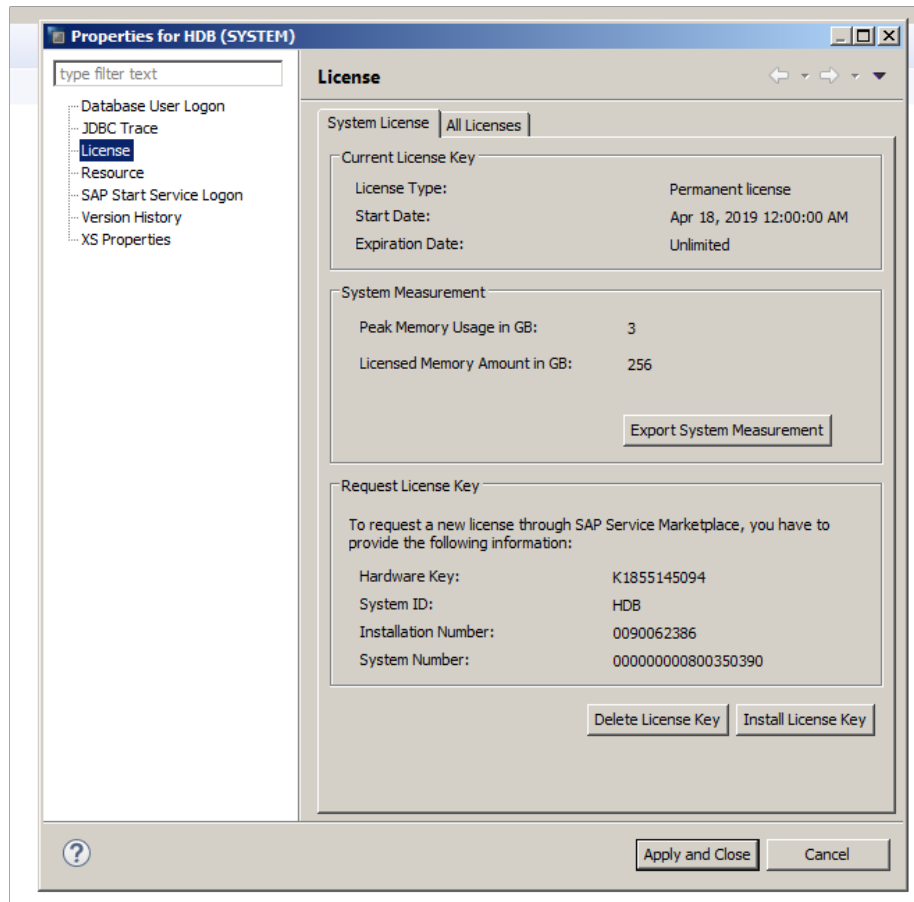 Properties for HDB (SYSTEM)
type filter text
Database User Logon
JDBC Trace
License
Resource
SAP Start Service Logon
Version History
XS Properties
License
System License
All Licenses
Current License Key
License Type: Permanent license
Start Date: Apr 18, 2019 12:00:00 AM
Expiration Date: Unlimited
System Measurement
Peak Memory Usage in GB: 3
Licensed Memory Amount in GB: 256
Export System Measurement
Request License Key
To request a new license through SAP Service Marketplace, you have to
provide the following information:
Hardware Key: K1855145094
System ID: HDB
Installation Number: 0090062386
System Number: 000000000800350390
Delete License Key
Install License Key
?
Apply and Close
Cancel